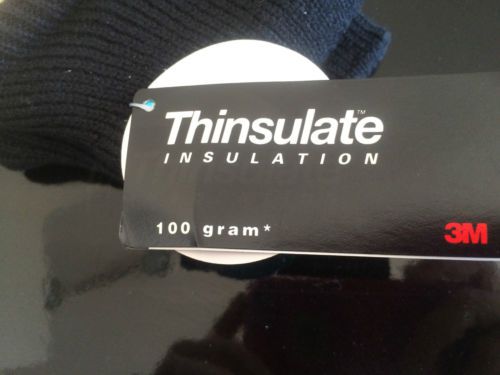 Thinsulate™
INSULATION
100 gram*
3M